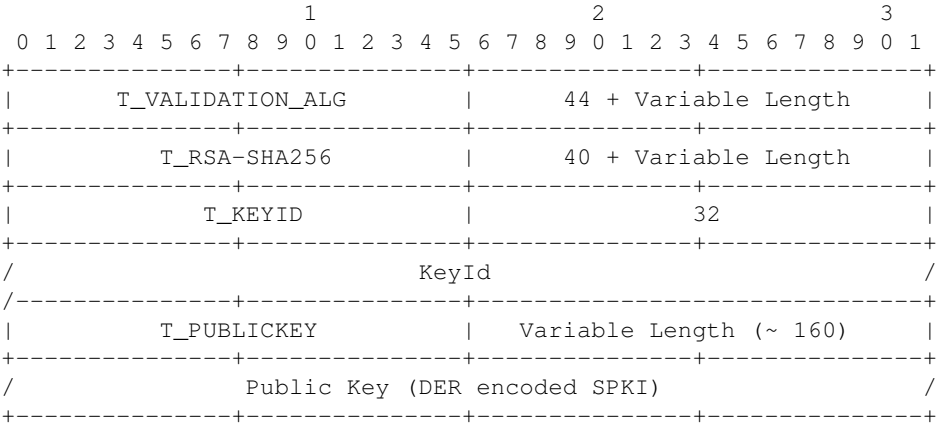 1                   2                   3
 0 1 2 3 4 5 6 7 8 9 0 1 2 3 4 5 6 7 8 9 0 1 2 3 4 5 6 7 8 9 0 1
+---------------+---------------+---------------+---------------+
|       T_VALIDATION_ALG        |      44 + Variable Length     |
+---------------+---------------+---------------+---------------+
|          T_RSA-SHA256         |      40 + Variable Length     |
+---------------+---------------+---------------+---------------+
|             T_KEYID           |               32              |
+---------------+---------------+---------------+---------------+
/                            KeyId                              /
/---------------+---------------+-------------------------------+
|          T_PUBLICKEY          |   Variable Length (~ 160)     |
+---------------+---------------+---------------+---------------+
/                Public Key (DER encoded SPKI)                  /
+---------------+---------------+---------------+---------------+